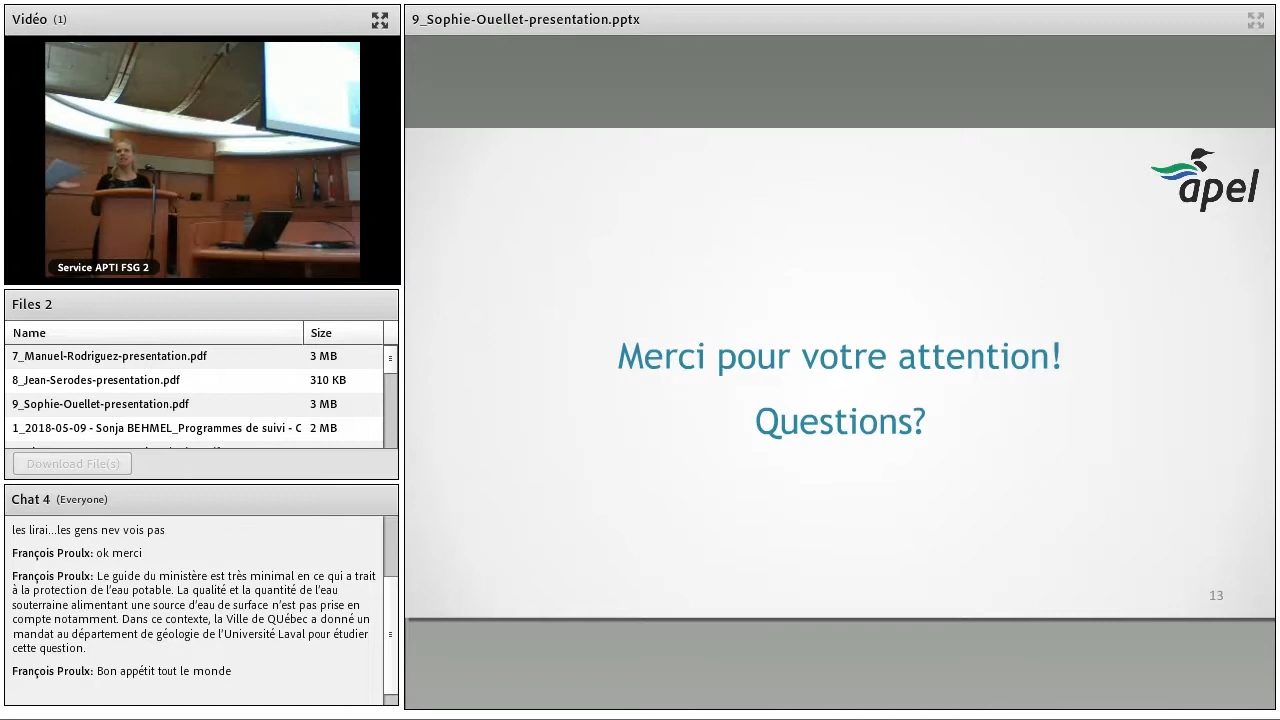 Vidéo (1)
Service APTI FSG 2
Files 2
Name Size
7_Manuel-Rodriguez-presentation.pdf 3 MB
8_Jean-Serodes-presentation.pdf 310 KB
9_Sophie-Ouellet-presentation.pdf 3 MB
1_2018-05-09 - Sonja BEHMEL_Programmes de suivi - C 2 MB
Download File(s)
Chat 4 (Everyone)
les lirai...les gens nev vois pas
François Proulx: ok merci
François Proulx: Le guide du ministère est très minimal en ce qui a trait
à la protection de l'eau potable. La qualité et la quantité de l'eau
souterraine alimentant une source d'eau de surface n'est pas prise en
compte notamment. Dans ce contexte, la Ville de QUébec a donné un
mandat au département de géologie de l'Université Laval pour étudier
cette question.
François Proulx: Bon appétit tout le monde
9_Sophie-Ouellet-presentation.pptx
apel
Merci pour votre attention!
Questions?
13